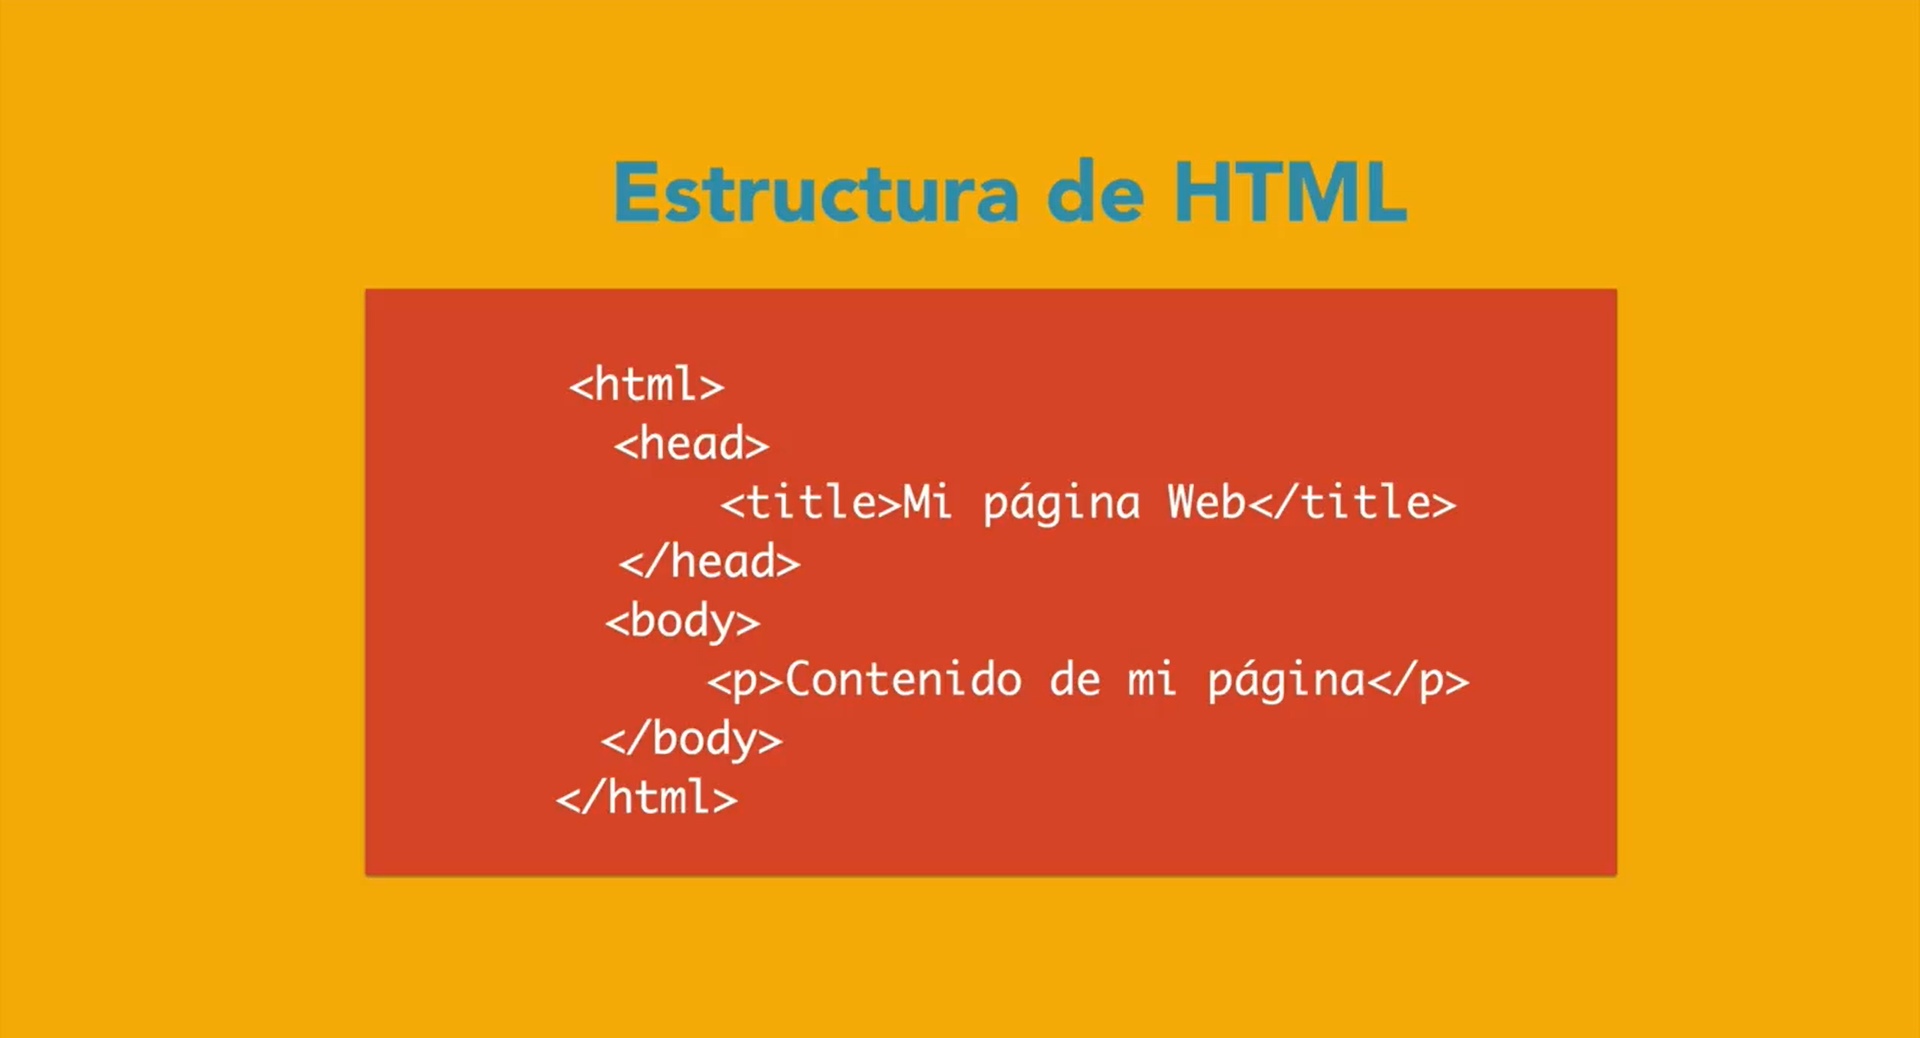 Estructura de HTML
<html>
<head>
<title>Mi página Web</title>
</head>
<body>
<p>Contenido de mi página</p>
</body>
</html>